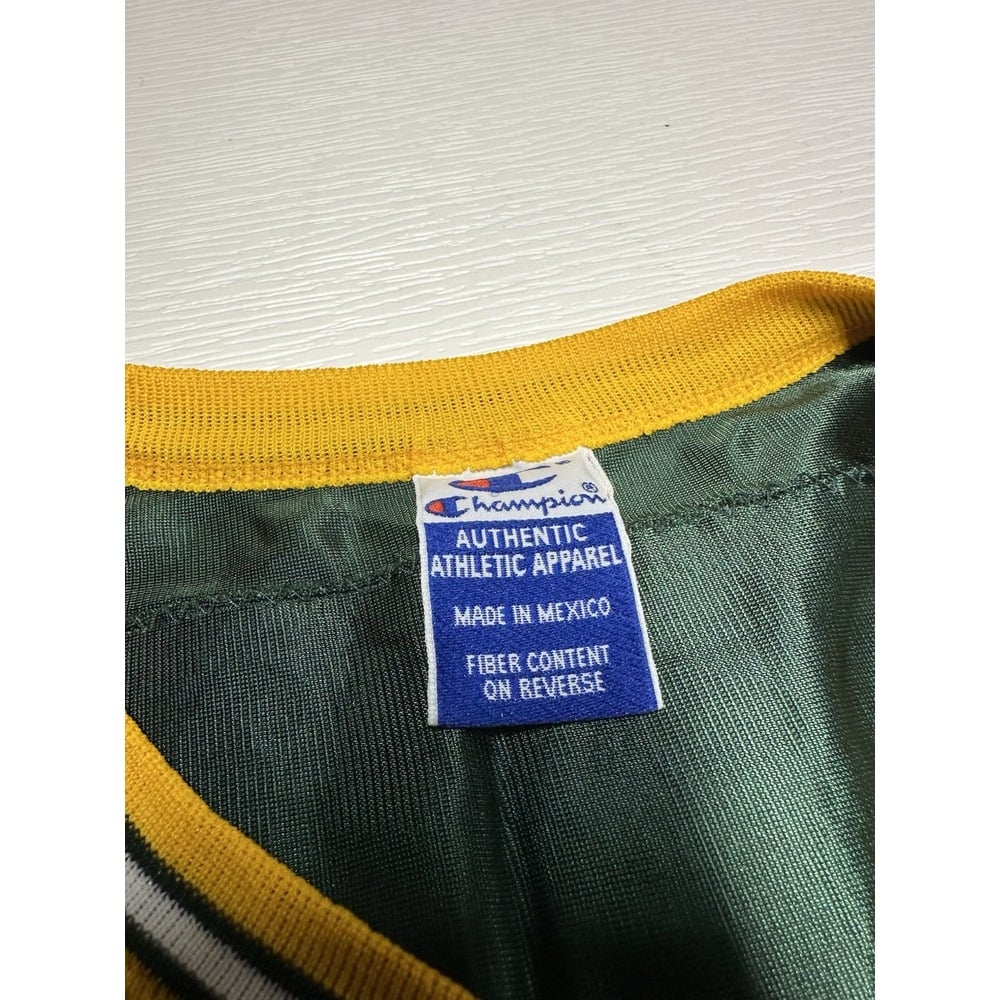 Champion®
AUTHENTIC
ATHLETIC APPAREL
MADE IN MEXICO
FIBER CONTENT
ON REVERSE